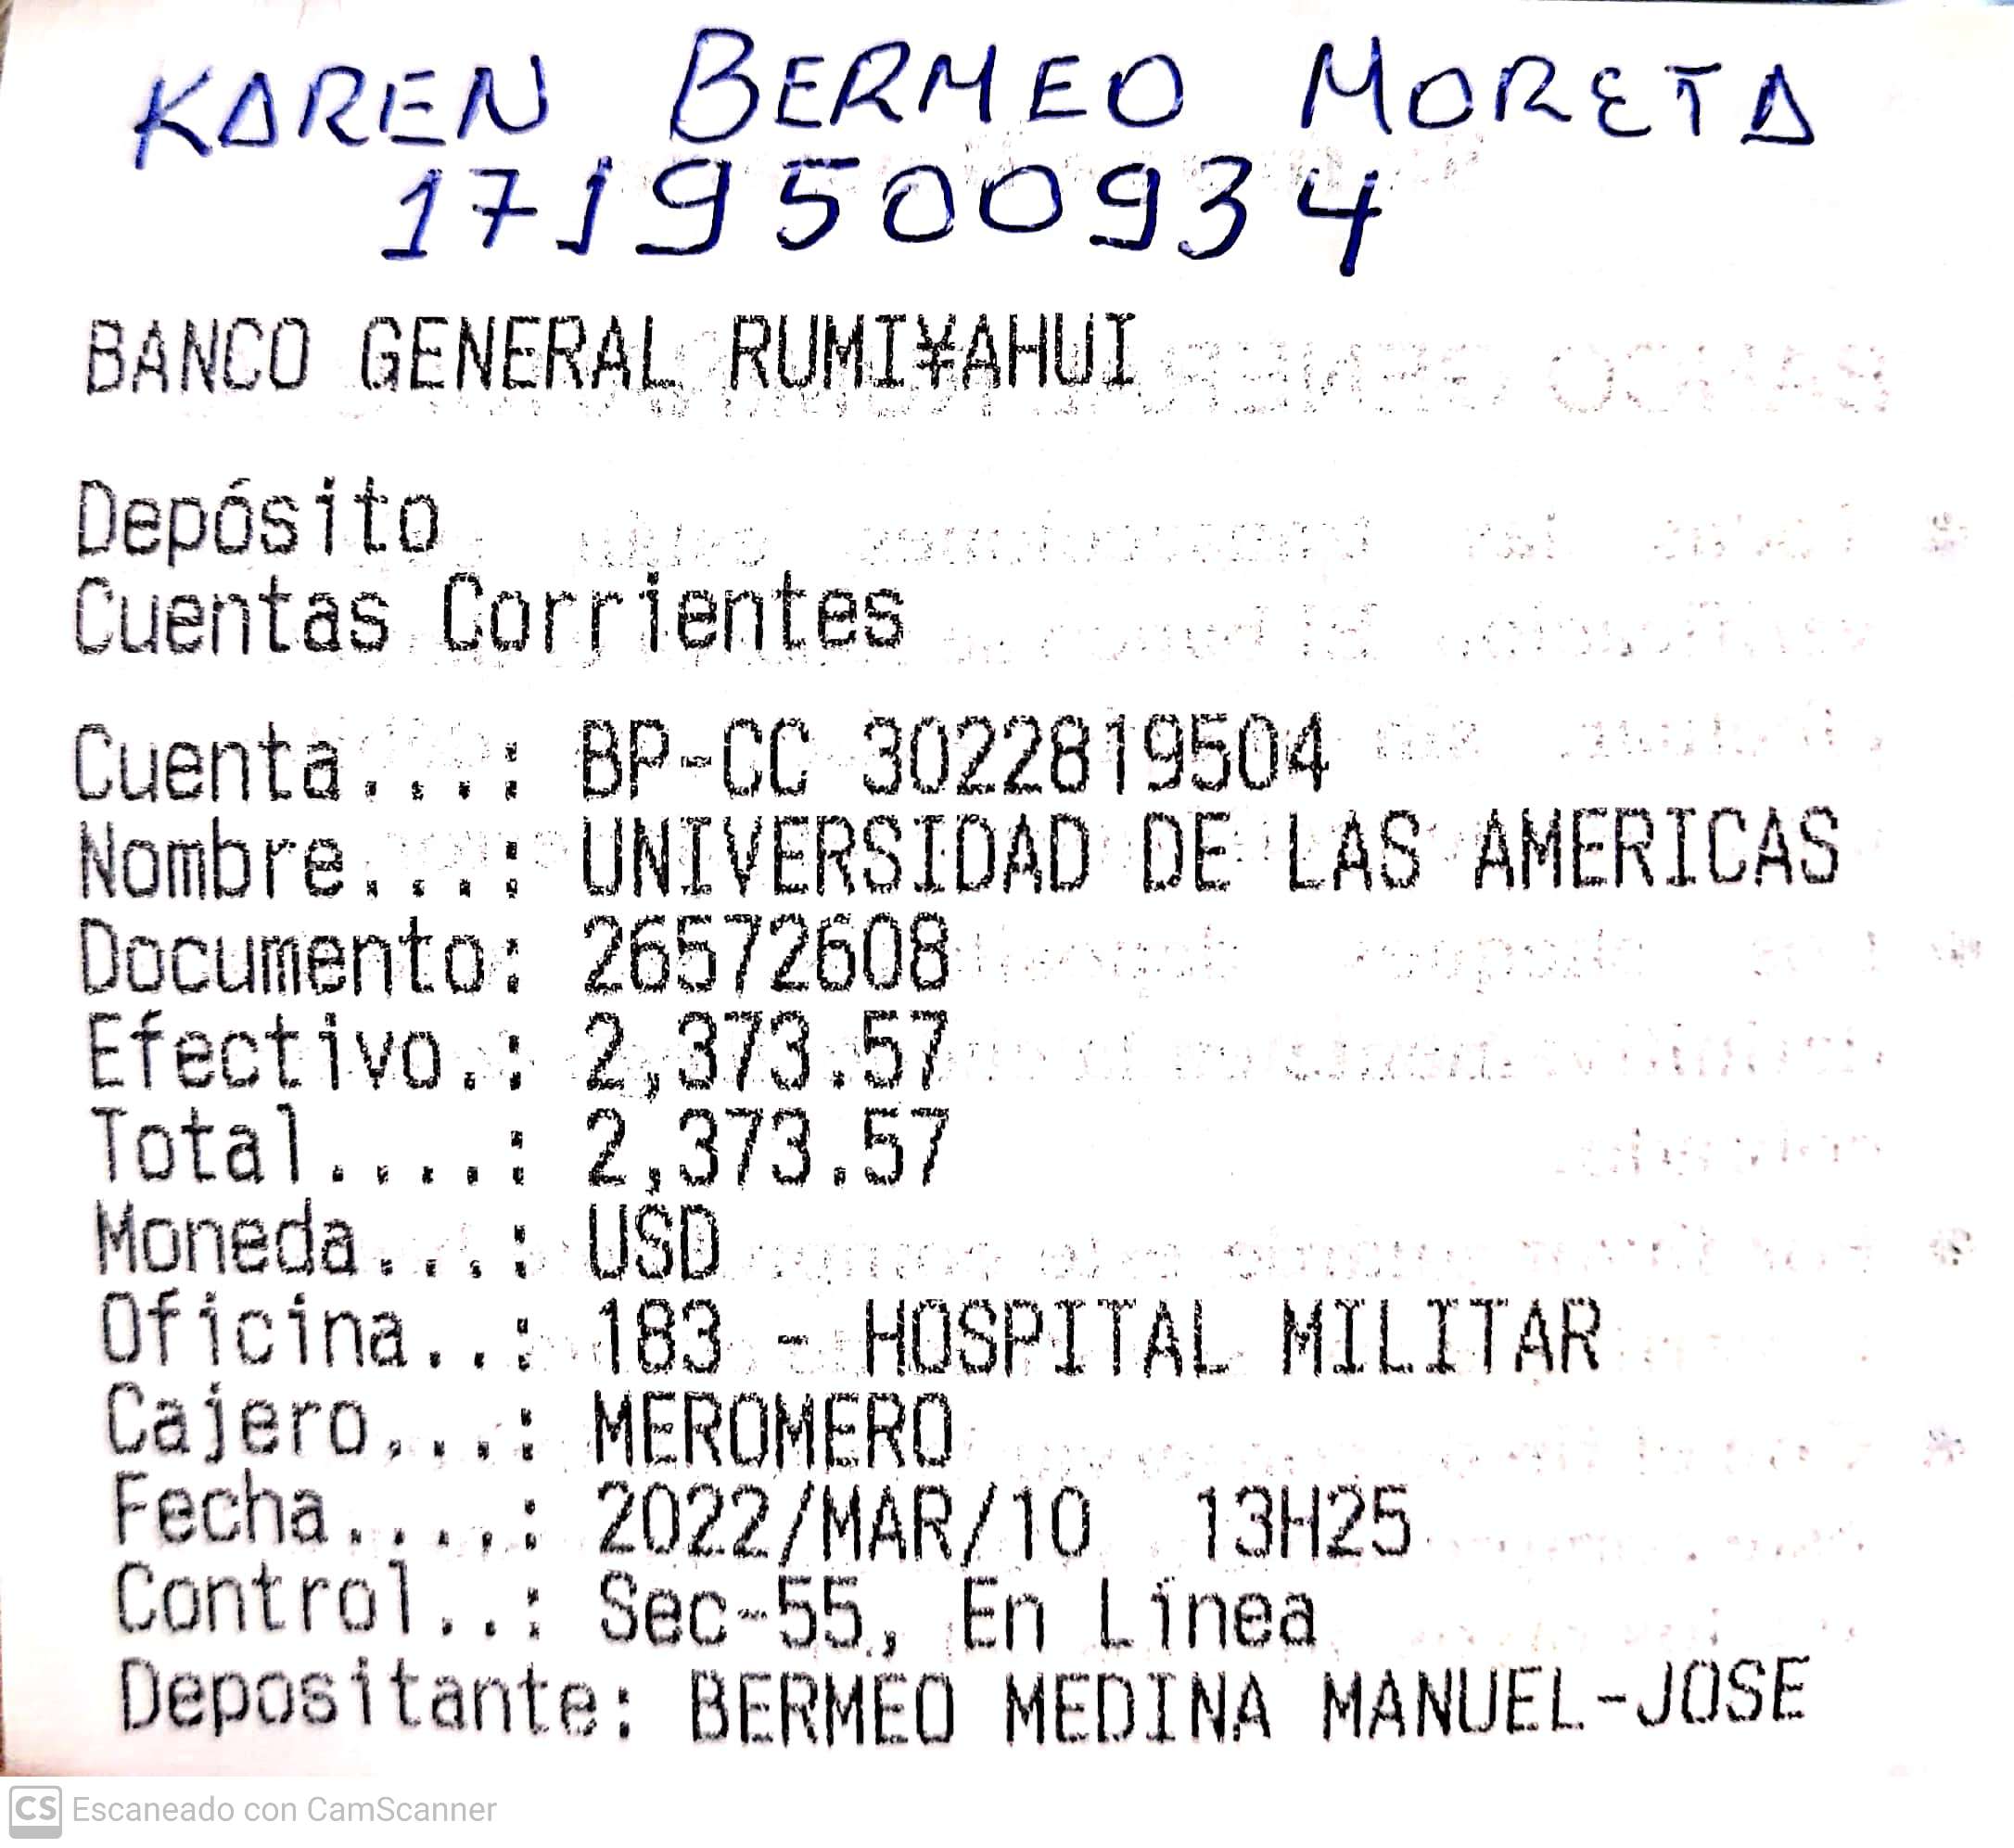 KAREN BERMEO MORETA
1719500934
BANCO GENERAL RUMI¥AHUI
Depósito
Cuentas Corrientes
Cuenta...: BP-CC 3022819504
Nombre...: UNIVERSIDAD DE LAS AMERICAS
Documento: 26572608
Efectivo.: 2,373.57
Total....: 2,373.57
Moneda...: USD
Oficina..: 183 - HOSPITAL MILITAR
Cajero...: MEROMERO
Fecha....: 2022/MAR/10 13H25
Control..: Sec-55, En Línea
Depositante: BERMEO MEDINA MANUEL-JOSE
CS Escaneado con CamScanner